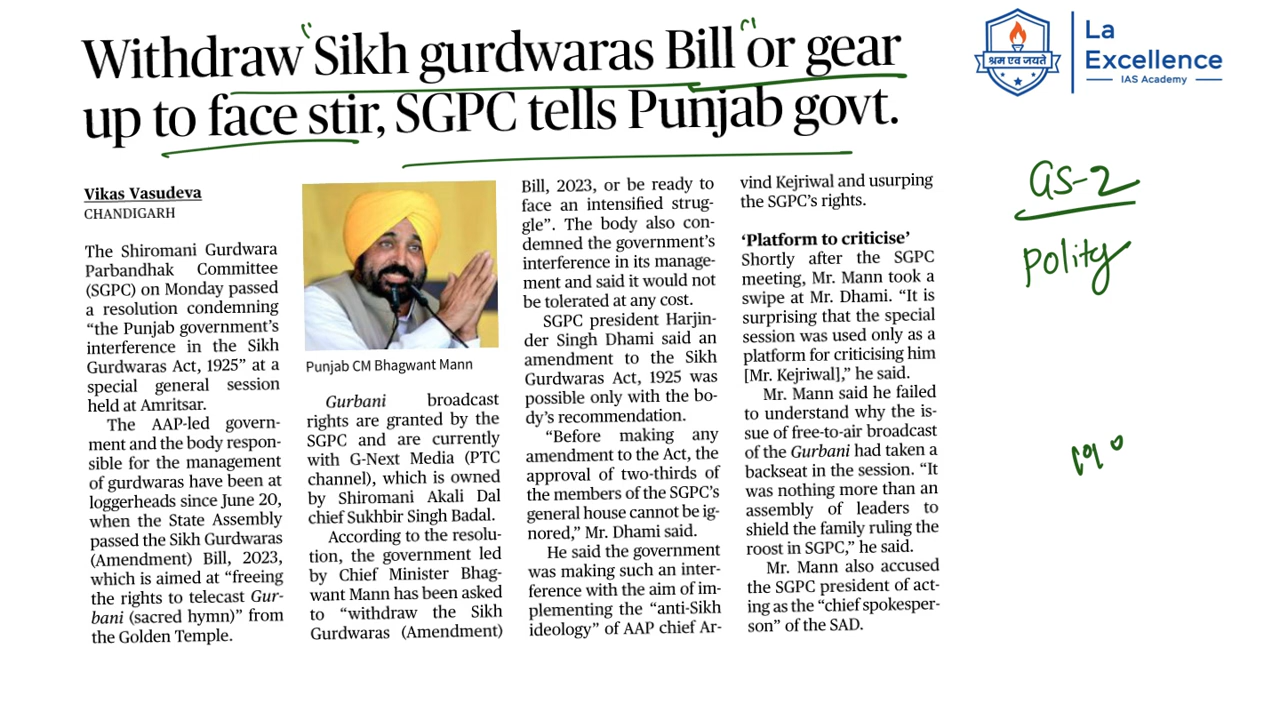 Withdraw "Sikh gurdwaras Bill" or gear
up to face stir, SGPC tells Punjab govt.
श्रम एव जयते
La
Excellence
IAS Academy
Vikas Vasudeva
CHANDIGARH
The Shiromani Gurdwara
Parbandhak Committee
(SGPC) on Monday passed
a resolution condemning
“the Punjab government’s
interference in the Sikh
Gurdwaras Act, 1925” at a
special general session
held at Amritsar.
The AAP-led govern-
ment and the body respon-
sible for the management
of gurdwaras have been at
loggerheads since June 20,
when the State Assembly
passed the Sikh Gurdwaras
(Amendment) Bill, 2023,
which is aimed at “freeing
the rights to telecast Gur-
bani (sacred hymn)” from
the Golden Temple.
Punjab CM Bhagwant Mann
Gurbani broadcast
rights are granted by the
SGPC and are currently
with G-Next Media (PTC
channel), which is owned
by Shiromani Akali Dal
chief Sukhbir Singh Badal.
According to the resolu-
tion, the government led
by Chief Minister Bhag-
want Mann has been asked
to “withdraw the Sikh
Gurdwaras (Amendment)
Bill, 2023, or be ready to
face an intensified strug-
gle”. The body also con-
demned the government’s
interference in its manage-
ment and said it would not
be tolerated at any cost.
SGPC president Harjin-
der Singh Dhami said an
amendment to the Sikh
Gurdwaras Act, 1925 was
possible only with the bo-
dy’s recommendation.
“Before making any
amendment to the Act, the
approval of two-thirds of
the members of the SGPC’s
general house cannot be ig-
nored,” Mr. Dhami said.
He said the government
was making such an inter-
ference with the aim of im-
plementing the “anti-Sikh
ideology” of AAP chief Ar-
vind Kejriwal and usurping
the SGPC’s rights.
‘Platform to criticise’
Shortly after the SGPC
meeting, Mr. Mann took a
swipe at Mr. Dhami. “It is
surprising that the special
session was used only as a
platform for criticising him
[Mr. Kejriwal],” he said.
Mr. Mann said he failed
to understand why the is-
sue of free-to-air broadcast
of the Gurbani had taken a
backseat in the session. “It
was nothing more than an
assembly of leaders to
shield the family ruling the
roost in SGPC,” he said.
Mr. Mann also accused
the SGPC president of act-
ing as the “chief spokesper-
son” of the SAD.
GS-2
Polity